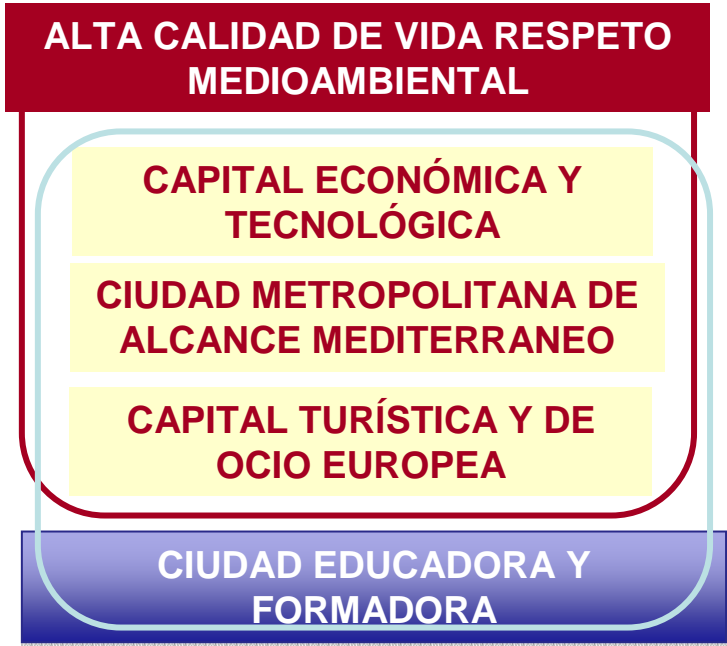 ALTA CALIDAD DE VIDA RESPETO
MEDIOAMBIENTAL
CAPITAL ECONÓMICA Y
TECNOLÓGICA
CIUDAD METROPOLITANA DE
ALCANCE MEDITERRANEO
CAPITAL TURÍSTICA Y DE
OCIO EUROPEA
CIUDAD EDUCADORA Y
FORMADORA